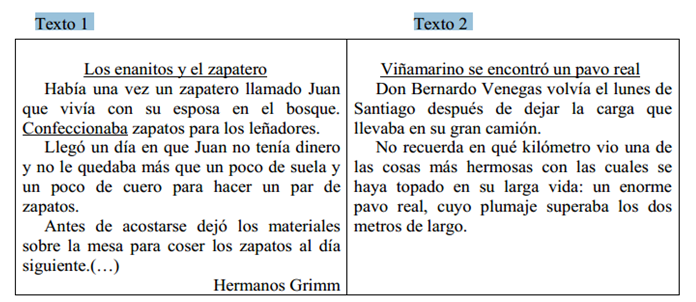 Texto 1
Texto 2
Los enanitos y el zapatero
Había una vez un zapatero llamado Juan
que vivía con su esposa en el bosque.
Confeccionaba zapatos para los leñadores.
Llegó un día en que Juan no tenía dinero
y no le quedaba más que un poco de suela y
un poco de cuero para hacer un par de
zapatos.
Antes de acostarse dejó los materiales
sobre la mesa para coser los zapatos al día
siguiente.(…)
Hermanos Grimm
Viñamarino se encontró un pavo real
Don Bernardo Venegas volvía el lunes de
Santiago después de dejar la carga que
llevaba en su gran camión.
No recuerda en qué kilómetro vio una de
las cosas más hermosas con las cuales se
haya topado en su larga vida: un enorme
pavo real, cuyo plumaje superaba los dos
metros de largo.